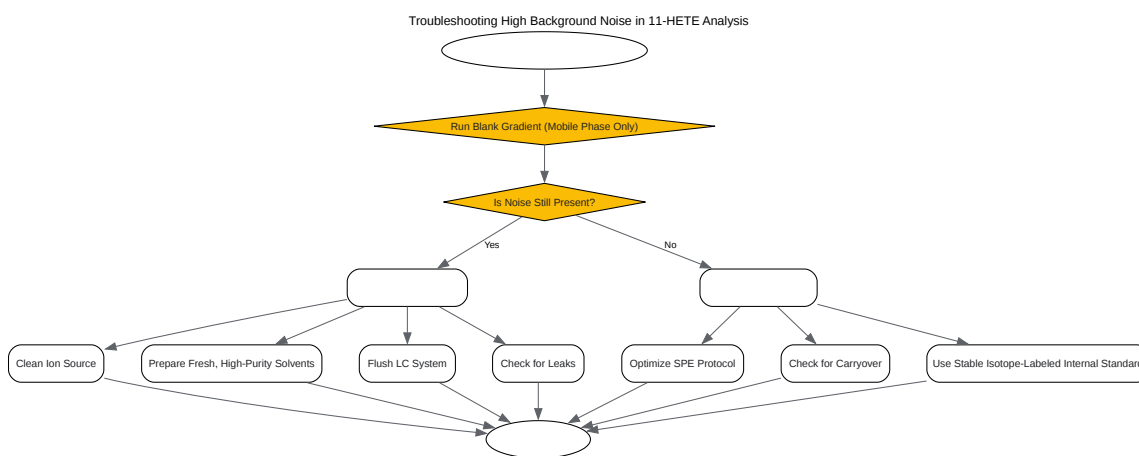 Troubleshooting High Background Noise in 11-HETE Analysis
Run Blank Gradient (Mobile Phase Only)
Is Noise Still Present?
Yes
No
Clean Ion Source
Prepare Fresh, High-Purity Solvents
Flush LC System
Check for Leaks
Optimize SPE Protocol
Check for Carryover
Use Stable Isotope-Labeled Internal Standard